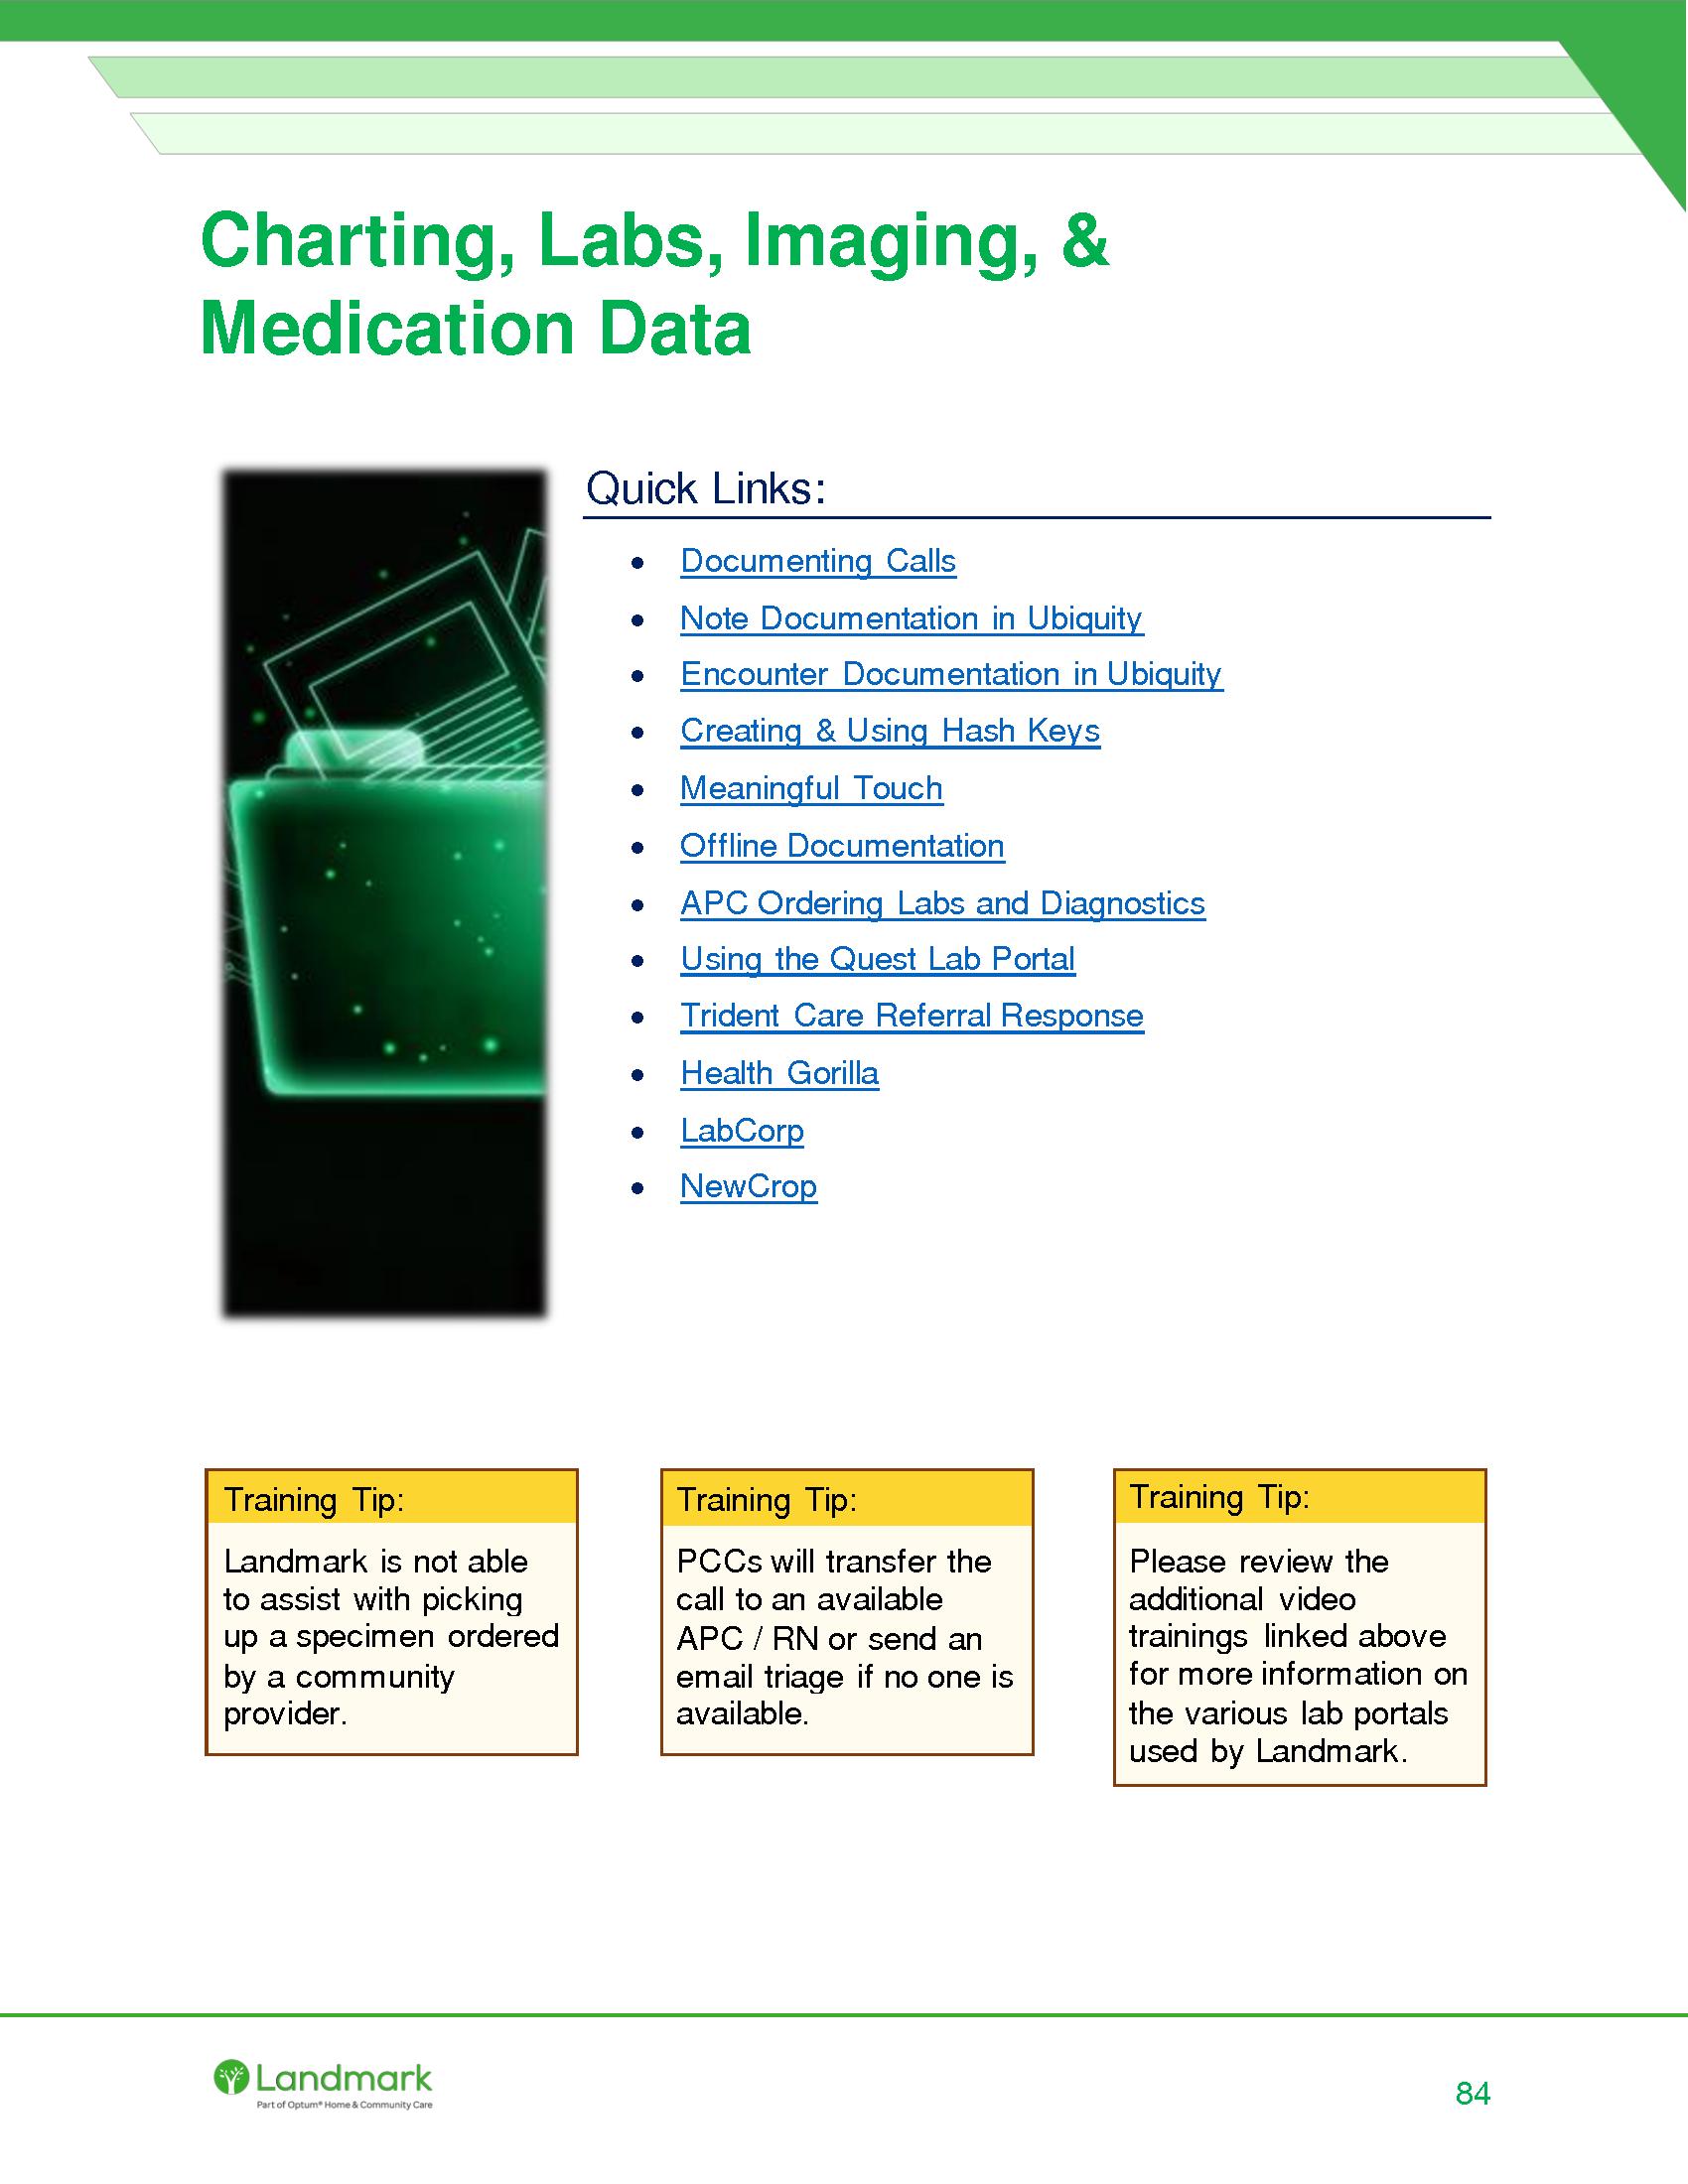 Charting, Labs, Imaging, &
Medication Data
Quick Links:
• Documenting Calls
• Note Documentation in Ubiquity
• Encounter Documentation in Ubiquity
• Creating & Using Hash Keys
• Meaningful Touch
• Offline Documentation
• APC Ordering Labs and Diagnostics
• Using the Quest Lab Portal
• Trident Care Referral Response
• Health Gorilla
• LabCorp
• NewCrop
Training Tip:
Landmark is not able
to assist with picking
up a specimen ordered
by a community
provider.
Training Tip:
PCCs will transfer the
call to an available
APC / RN or send an
email triage if no one is
available.
Training Tip:
Please review the
additional video
trainings linked above
for more information on
the various lab portals
used by Landmark.
Landmark
Part of Optum® Home & Community Care
84